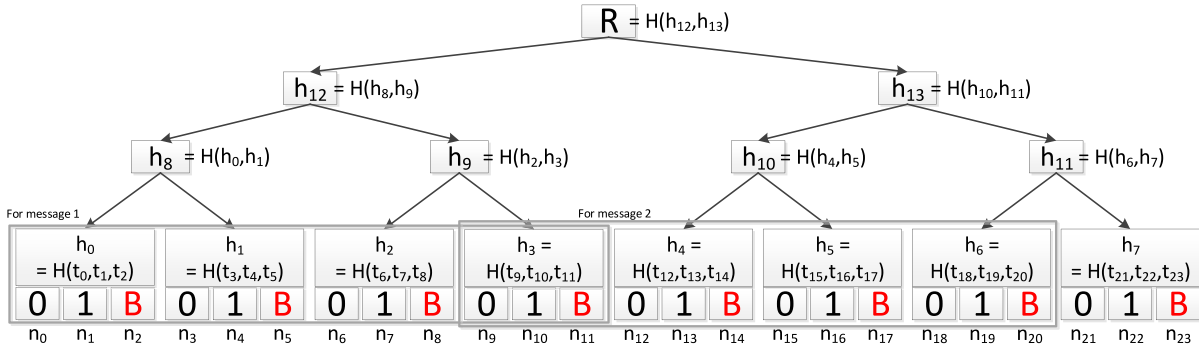 R = H(h₁₂,h₁₃)
h₁₂ = H(h₈,h₉)
h₁₃ = H(h₁₀,h₁₁)
h₈ = H(h₀,h₁)
h₉ = H(h₂,h₃)
h₁₀ = H(h₄,h₅)
h₁₁ = H(h₆,h₇)
For message 1
For message 2
h₀
= H(t₀,t₁,t₂)
h₁
= H(t₃,t₄,t₅)
h₂
= H(t₆,t₇,t₈)
h₃ =
H(t₉,t₁₀,t₁₁)
h₄ =
H(t₁₂,t₁₃,t₁₄)
h₅ =
H(t₁₅,t₁₆,t₁₇)
h₆ =
H(t₁₈,t₁₉,t₂₀)
h₇
= H(t₂₁,t₂₂,t₂₃)
0 1 B 0 1 B 0 1 B 0 1 B 0 1 B 0 1 B 0 1 B 0 1 B
n₀ n₁ n₂ n₃ n₄ n₅ n₆ n₇ n₈ n₉ n₁₀ n₁₁ n₁₂ n₁₃ n₁₄ n₁₅ n₁₆ n₁₇ n₁₈ n₁₉ n₂₀ n₂₁ n₂₂ n₂₃